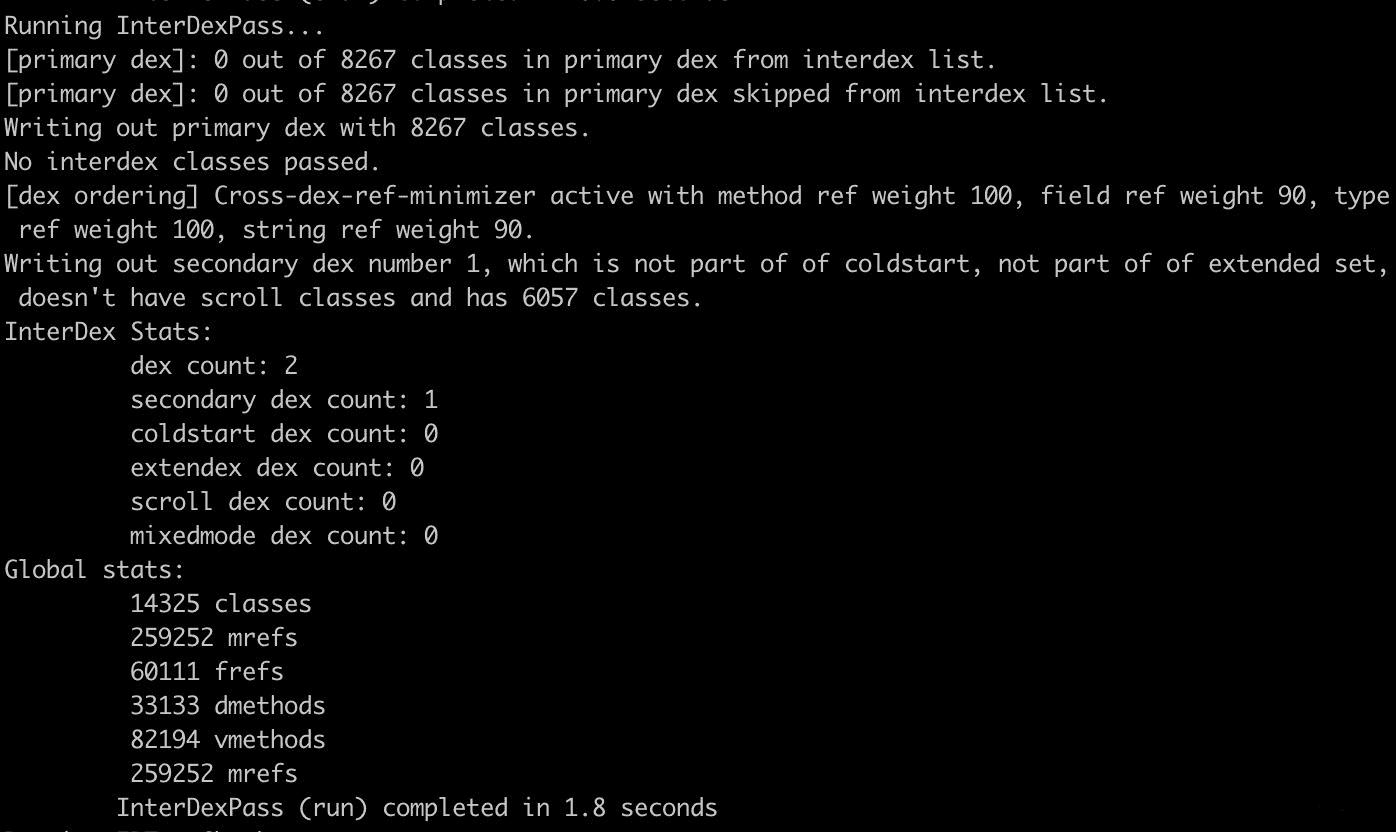 Running InterDexPass...
[primary dex]: 0 out of 8267 classes in primary dex from interdex list.
[primary dex]: 0 out of 8267 classes in primary dex skipped from interdex list.
Writing out primary dex with 8267 classes.
No interdex classes passed.
[dex ordering] Cross-dex-ref-minimizer active with method ref weight 100, field ref weight 90, type
 ref weight 100, string ref weight 90.
Writing out secondary dex number 1, which is not part of of coldstart, not part of of extended set,
 doesn't have scroll classes and has 6057 classes.
InterDex Stats:
dex count: 2
secondary dex count: 1
coldstart dex count: 0
extendex dex count: 0
scroll dex count: 0
mixedmode dex count: 0
Global stats:
14325 classes
259252 mrefs
60111 frefs
33133 dmethods
82194 vmethods
259252 mrefs
InterDexPass (run) completed in 1.8 seconds